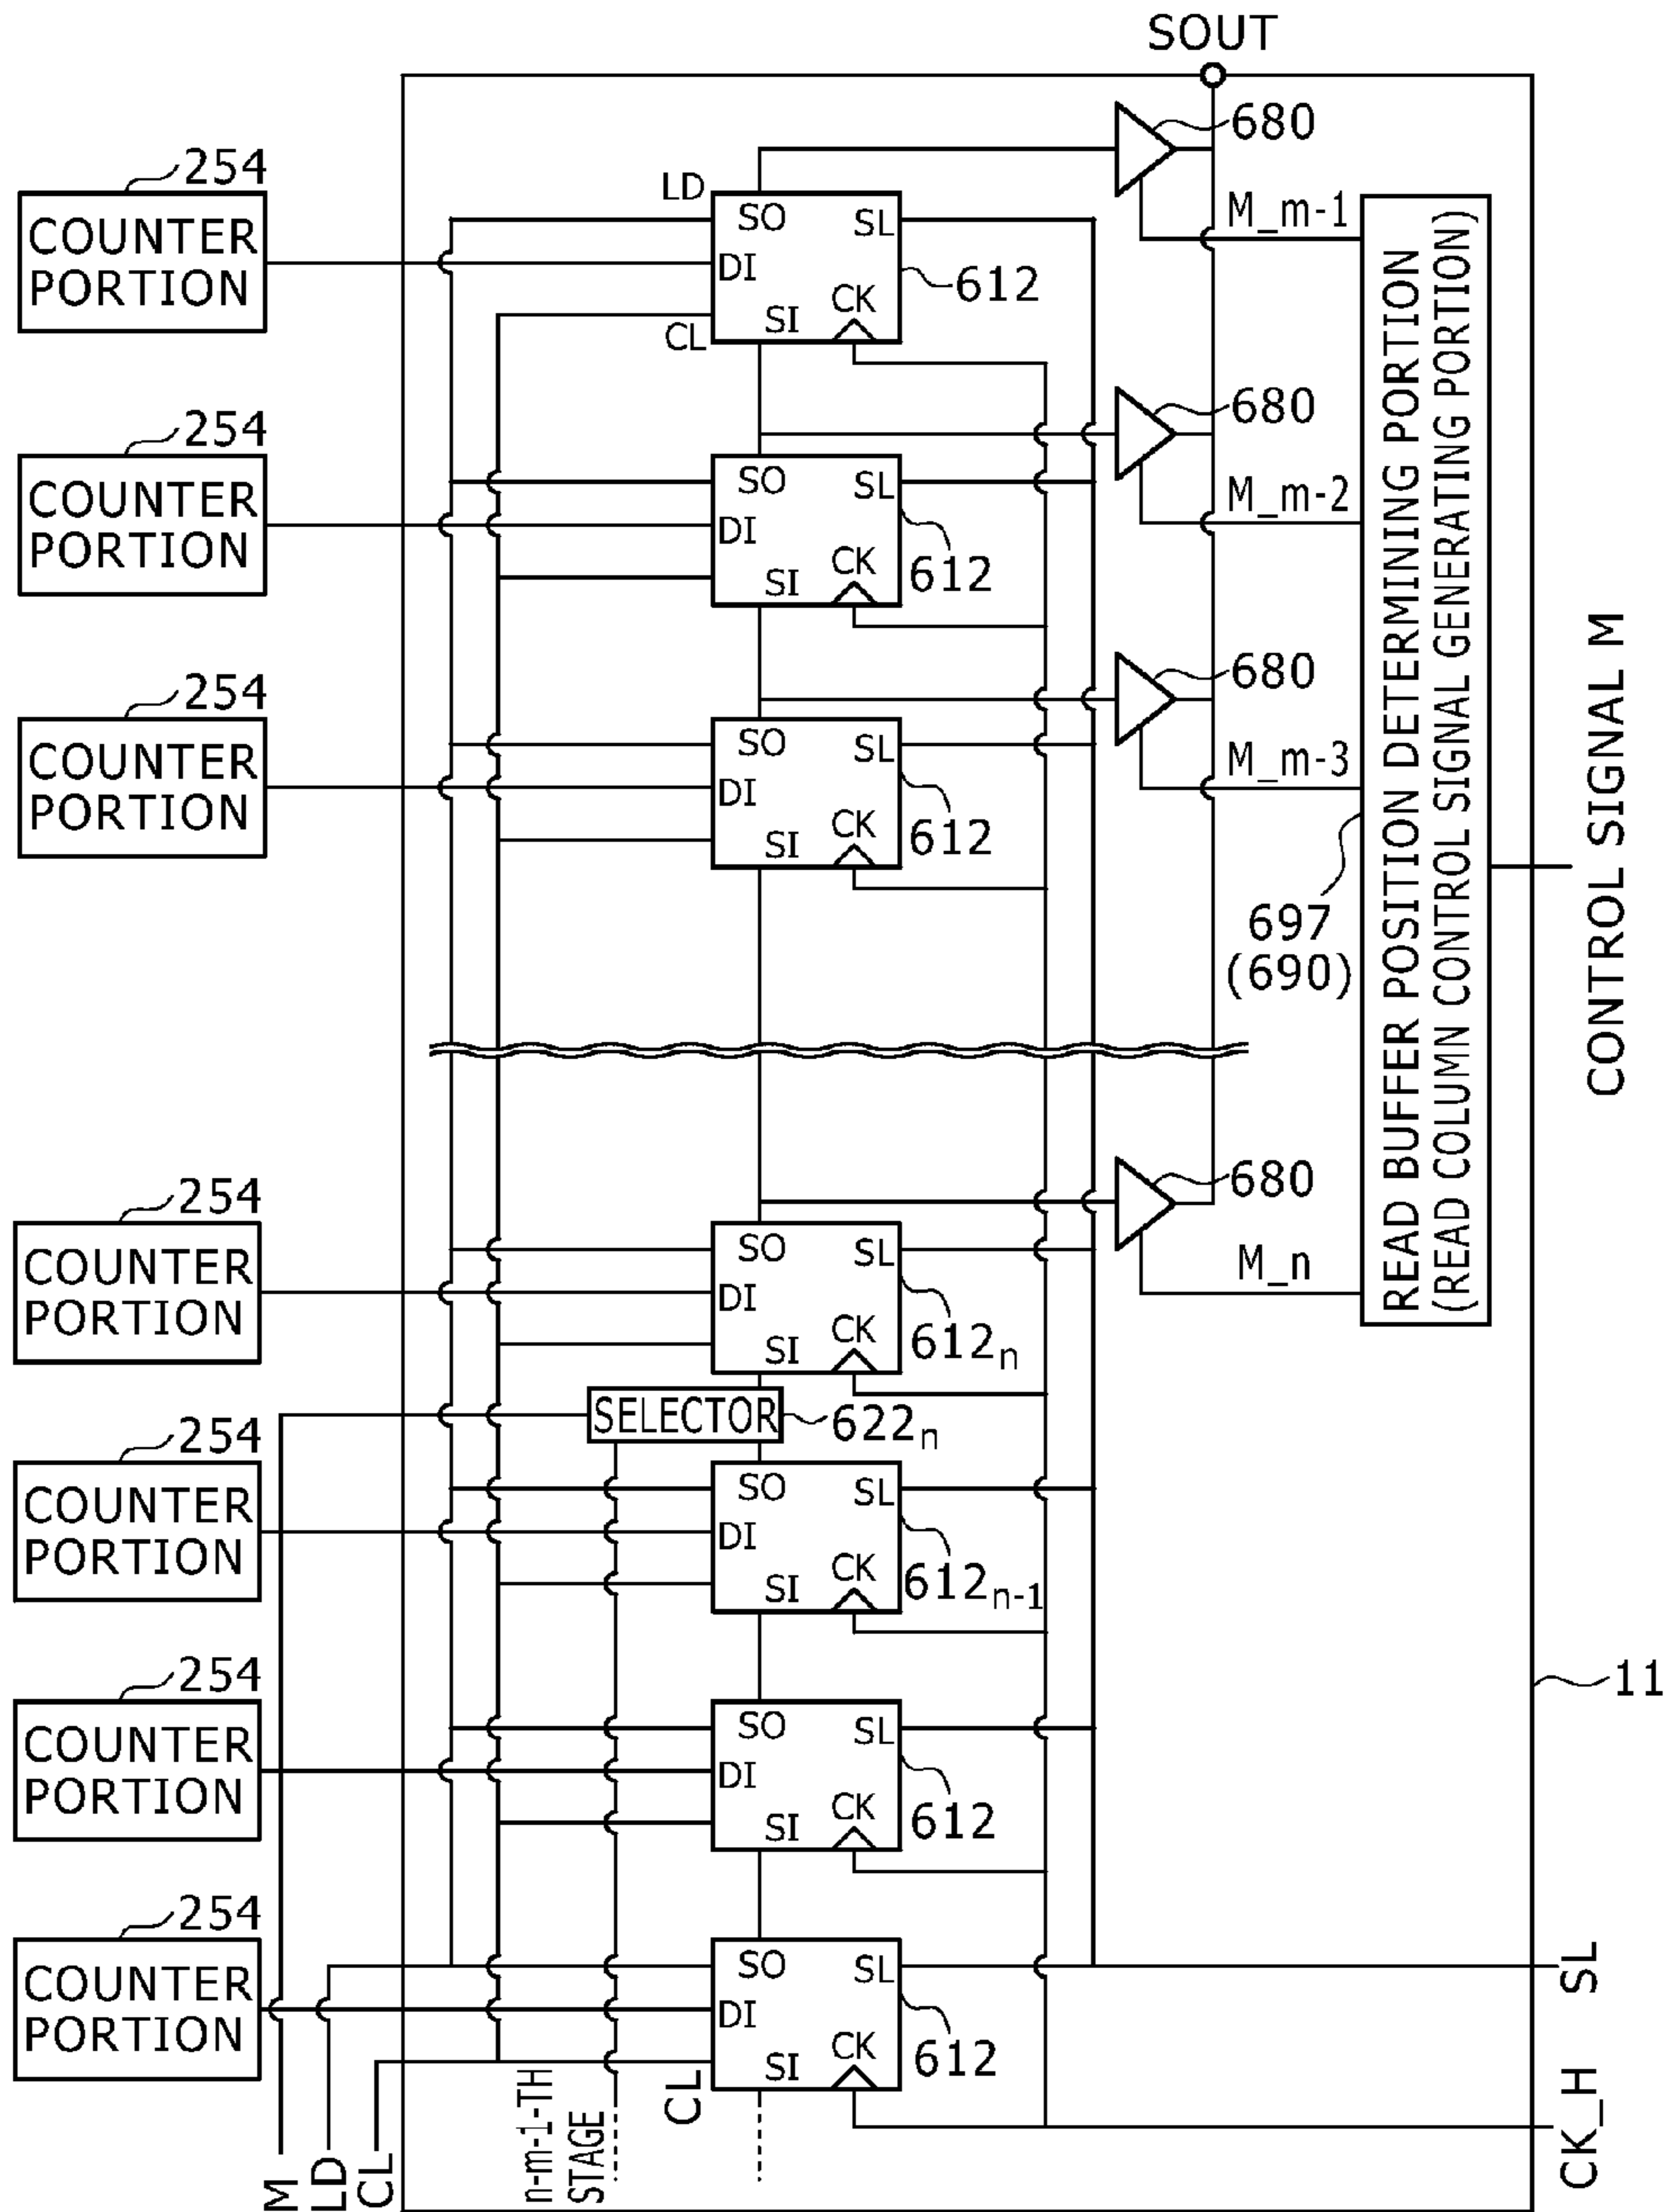 SOUT
680
254
LD
M_m-1
COUNTER
PORTION
SO
SL
DI
612
SI
CK
CL
680
254
M_m-2
COUNTER
PORTION
SO
SL
DI
CK
612
SI
680
254
M_m-3
COUNTER
PORTION
SO
SL
DI
CK
612
SI
697
(690)
READ BUFFER POSITION DETERMINING PORTION
(READ COLUMN CONTROL SIGNAL GENERATING PORTION)
CONTROL SIGNAL M
680
254
M_n
COUNTER
PORTION
SO
SL
DI
CK
612n
SI
SELECTOR
622n
254
COUNTER
PORTION
SO
SL
DI
CK
612n-1
SI
11
254
COUNTER
PORTION
SO
SL
DI
CK
612
SI
254
COUNTER
PORTION
SO
SL
DI
CK
612
SI
SL
CK_H
M
LD
CL
n-m-1-TH
STAGE
CL